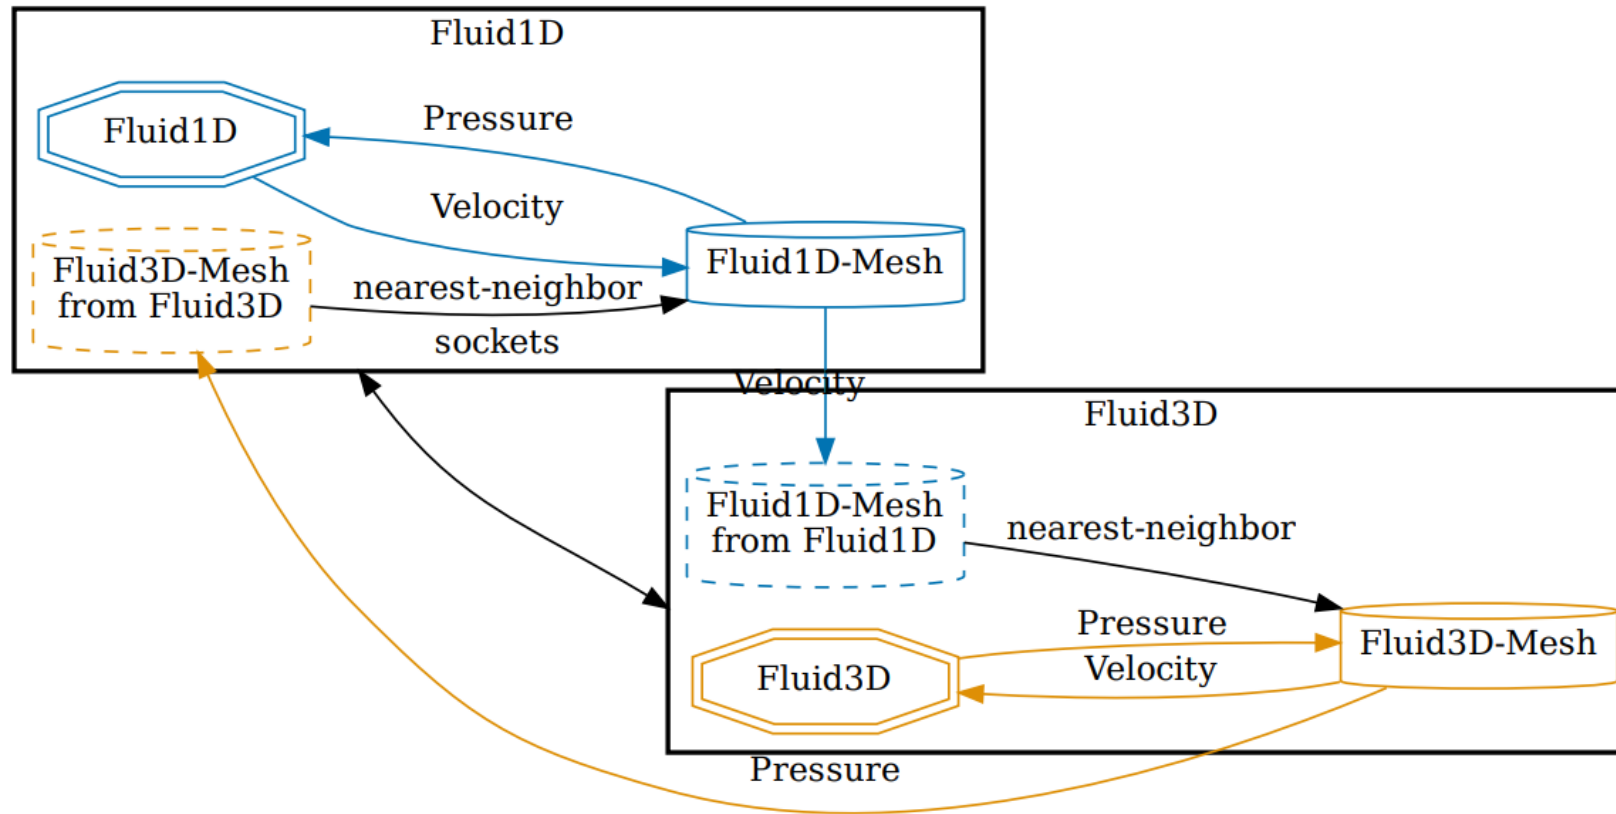 Fluid1D
Pressure
Fluid1D
Velocity
Fluid1D-Mesh
Fluid3D-Mesh
from Fluid3D
nearest-neighbor
sockets
Velocity
Fluid3D
Fluid1D-Mesh
from Fluid1D
nearest-neighbor
Pressure
Fluid3D-Mesh
Velocity
Fluid3D
Pressure